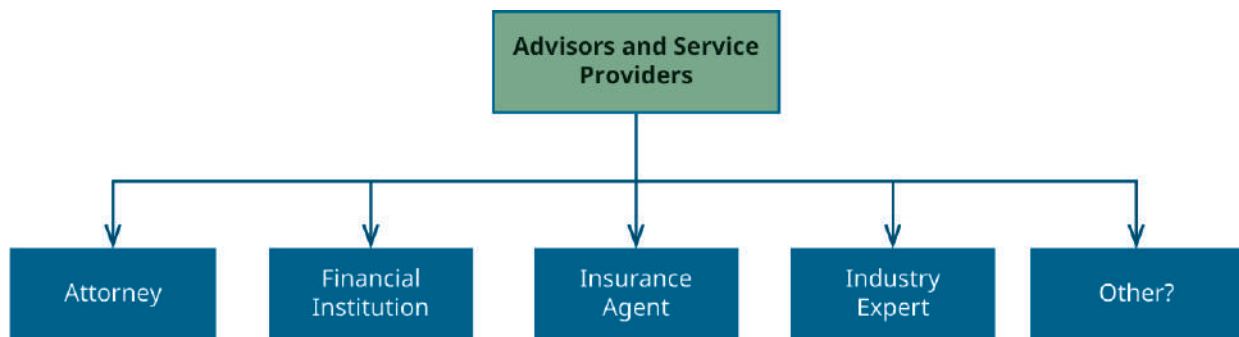 Advisors and Service
Providers
Attorney
Financial
Institution
Insurance
Agent
Industry
Expert
Other?